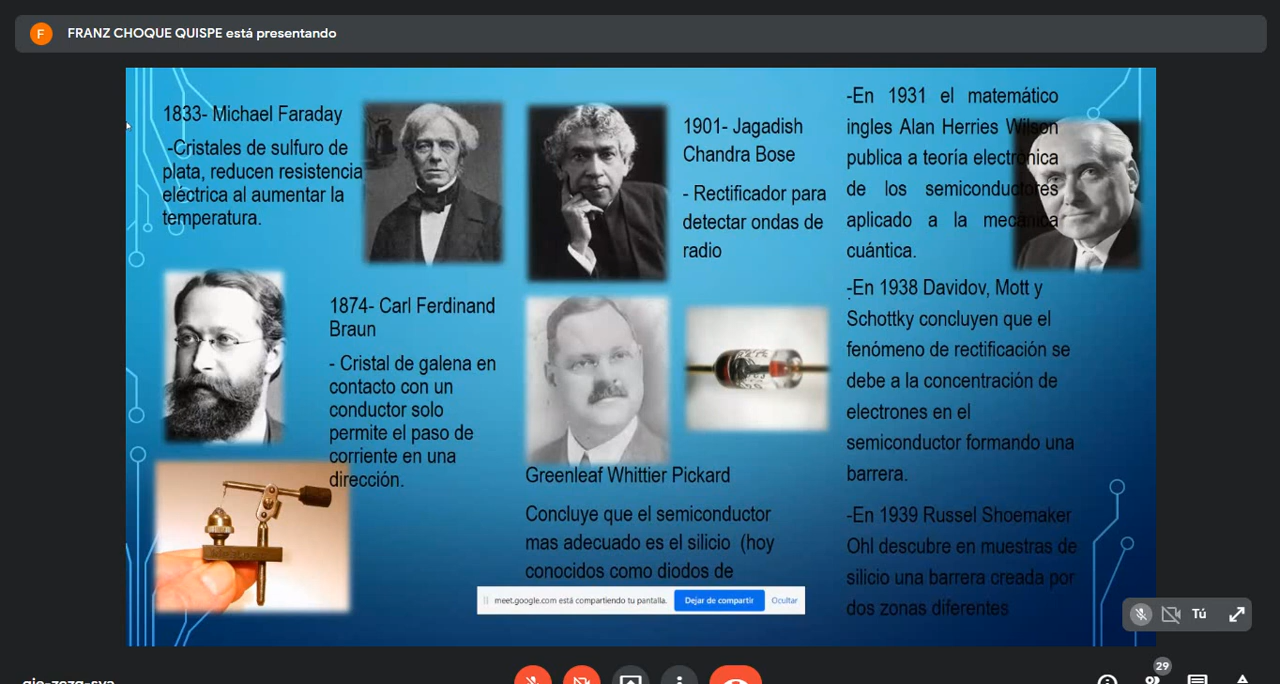 F
FRANZ CHOQUE QUISPE está presentando
1833- Michael Faraday
-Cristales de sulfuro de
plata, reducen resistencia
eléctrica al aumentar la
temperatura.
1874- Carl Ferdinand
Braun
- Cristal de galena en
contacto con un
conductor solo
permite el paso de
corriente en una
dirección.
1901- Jagadish
Chandra Bose
- Rectificador para
detectar ondas de
radio
Greenleaf Whittier Pickard
Concluye que el semiconductor
mas adecuado es el silicio (hoy
conocidos como diodos de
-En 1931 el matemático
ingles Alan Herries Wilson
publica a teoría electrónica
de los semiconductores
aplicado a la mecánica
cuántica.
-En 1938 Davidov, Mott y
Schottky concluyen que el
fenómeno de rectificación se
debe a la concentración de
electrones en el
semiconductor formando una
barrera.
-En 1939 Russel Shoemaker
Ohl descubre en muestras de
silicio una barrera creada por
dos zonas diferentes
meet.google.com está compartiendo tu pantalla.
Dejar de compartir
Ocultar
Tú
29